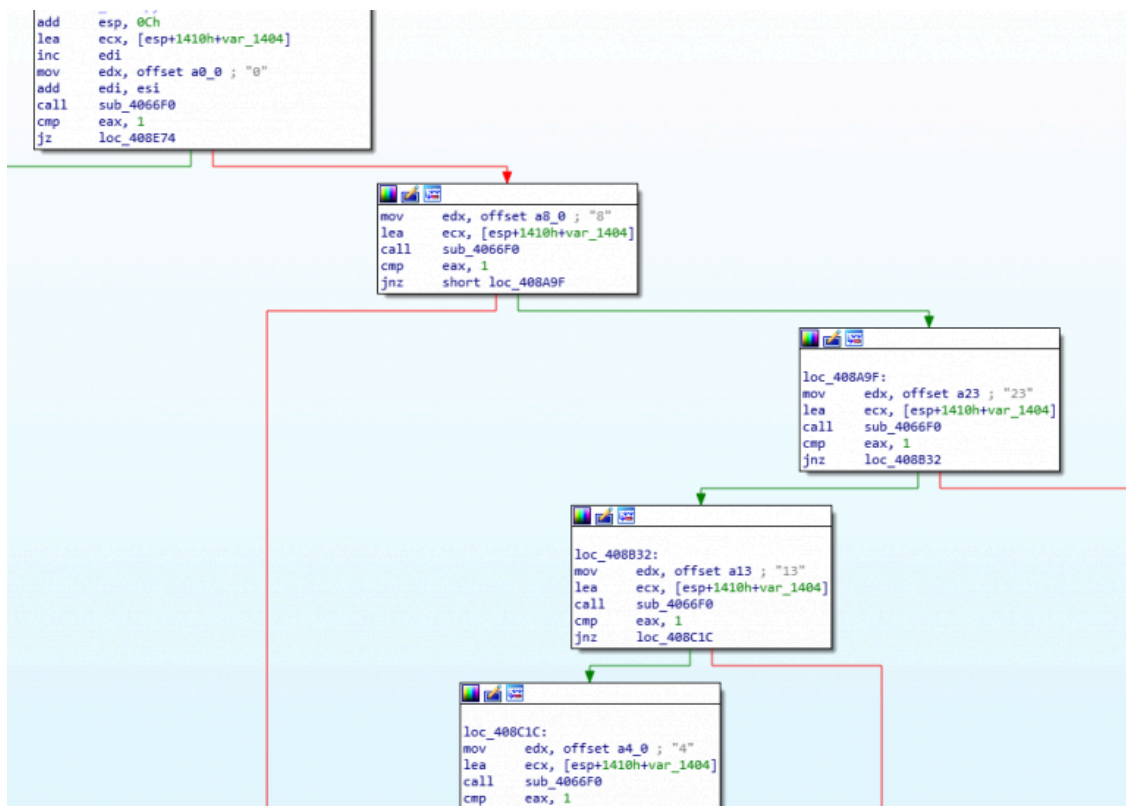 add     esp, 0Ch
lea     ecx, [esp+1410h+var_1404]
inc     edi
mov     edx, offset a0_0 ; "0"
add     edi, esi
call    sub_4066F0
cmp     eax, 1
jz      loc_408E74
mov     edx, offset a8_0 ; "8"
lea     ecx, [esp+1410h+var_1404]
call    sub_4066F0
cmp     eax, 1
jnz     short loc_408A9F
loc_408A9F:
mov     edx, offset a23 ; "23"
lea     ecx, [esp+1410h+var_1404]
call    sub_4066F0
cmp     eax, 1
jnz     loc_408B32
loc_408B32:
mov     edx, offset a13 ; "13"
lea     ecx, [esp+1410h+var_1404]
call    sub_4066F0
cmp     eax, 1
jnz     loc_408C1C
loc_408C1C:
mov     edx, offset a4_0 ; "4"
lea     ecx, [esp+1410h+var_1404]
call    sub_4066F0
cmp     eax, 1